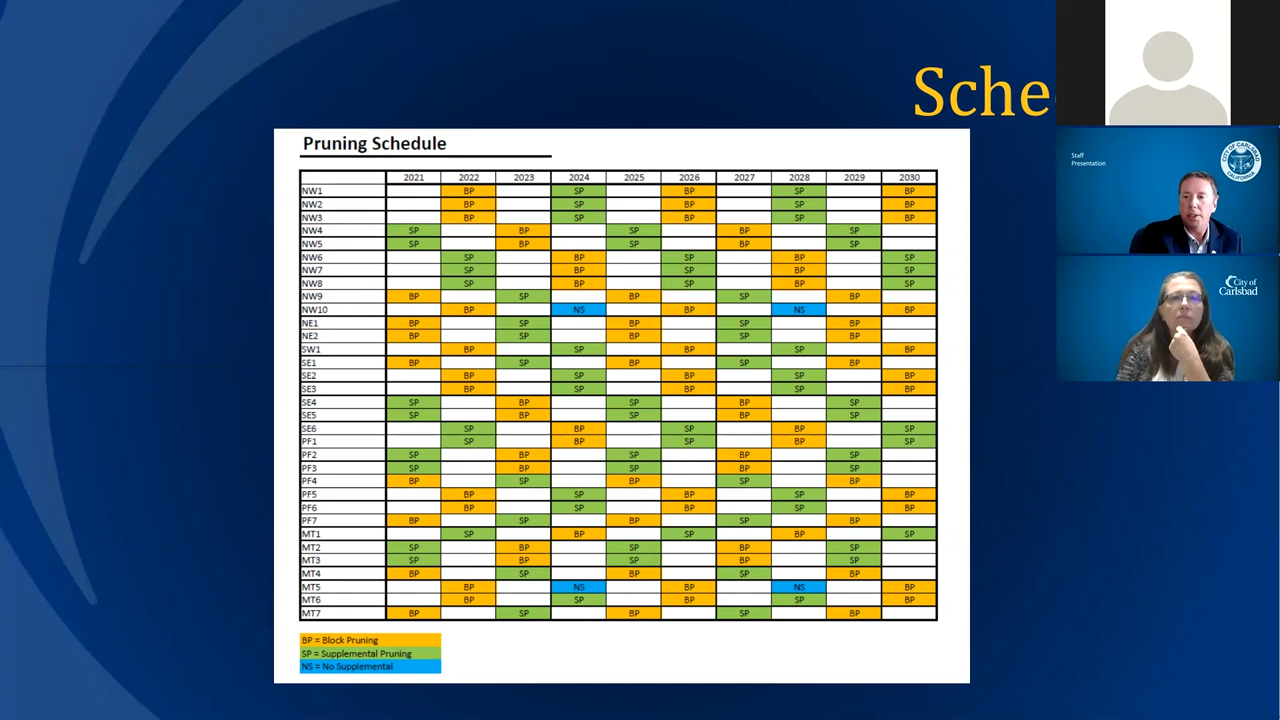 Sche
Pruning Schedule
2021 2022 2023 2024 2025 2026 2027 2028 2029 2030
NW1 BP SP BP SP BP
NW2 BP SP BP SP BP
NW3 BP SP BP SP BP
NW4 SP BP SP BP SP
NW5 SP BP SP BP SP
NW6 SP BP SP BP SP
NW7 SP BP SP BP SP
NW8 SP BP SP BP SP
NW9 BP SP BP SP BP
NW10 BP NS BP NS BP
NE1 BP SP BP SP BP
NE2 BP SP BP SP BP
SW1 BP SP BP SP BP
SE1 BP SP BP SP BP
SE2 BP SP BP SP BP
SE3 BP SP BP SP BP
SE4 SP BP SP BP SP
SE5 SP BP SP BP SP
SE6 SP BP SP BP SP
PF1 SP BP SP BP SP
PF2 SP BP SP BP SP
PF3 SP BP SP BP SP
PF4 BP SP BP SP BP
PF5 BP SP BP SP BP
PF6 BP SP BP SP BP
PF7 BP SP BP SP BP
MT1 SP BP SP BP SP
MT2 SP BP SP BP SP
MT3 SP BP SP BP SP
MT4 BP SP BP SP BP
MT5 BP NS BP NS BP
MT6 BP SP BP SP BP
MT7 BP SP BP SP BP
BP = Block Pruning
SP = Supplemental Pruning
NS = No Supplemental
Staff
Presentation
CITY OF CARLSBAD
CALIFORNIA
City of
Carlsbad